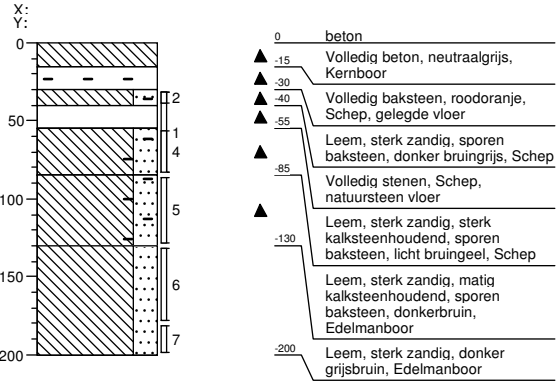 X:
Y:
0
50
100
150
200
2
1
4
5
6
7
0 beton
-15 Volledig beton, neutraalgrijs,
Kernboor
-30 Volledig baksteen, roodoranje,
Schep, gelegde vloer
-40 Leem, sterk zandig, sporen
baksteen, donker bruingrijs, Schep
-55 Volledig stenen, Schep,
natuursteen vloer
-85 Leem, sterk zandig, sterk
kalksteenhoudend, sporen
baksteen, licht bruingeel, Schep
-130 Leem, sterk zandig, matig
kalksteenhoudend, sporen
baksteen, donkerbruin,
Edelmanboor
-200 Leem, sterk zandig, donker
grijsbruin, Edelmanboor